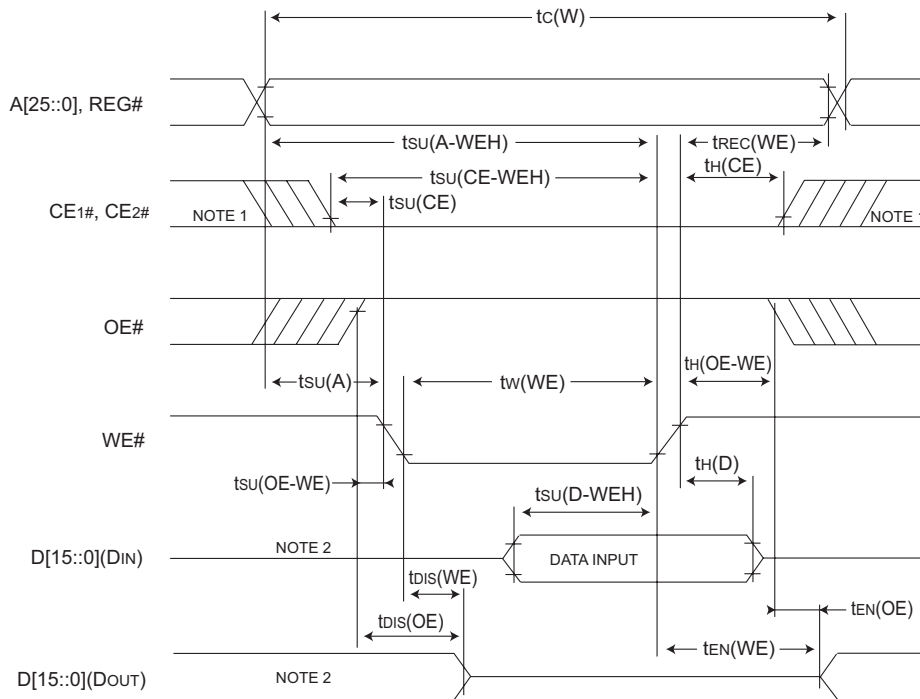 tC(W)
A[25::0], REG#
tSU(A-WEH)
tREC(WE)
tSU(CE-WEH)
tH(CE)
tSU(CE)
CE1#, CE2#
NOTE 1
NOTE 1
OE#
tSU(A)
tW(WE)
tH(OE-WE)
WE#
tSU(OE-WE)
tH(D)
tSU(D-WEH)
D[15::0](DIN)
NOTE 2
DATA INPUT
tDIS(WE)
tDIS(OE)
tEN(OE)
tEN(WE)
D[15::0](DOUT)
NOTE 2